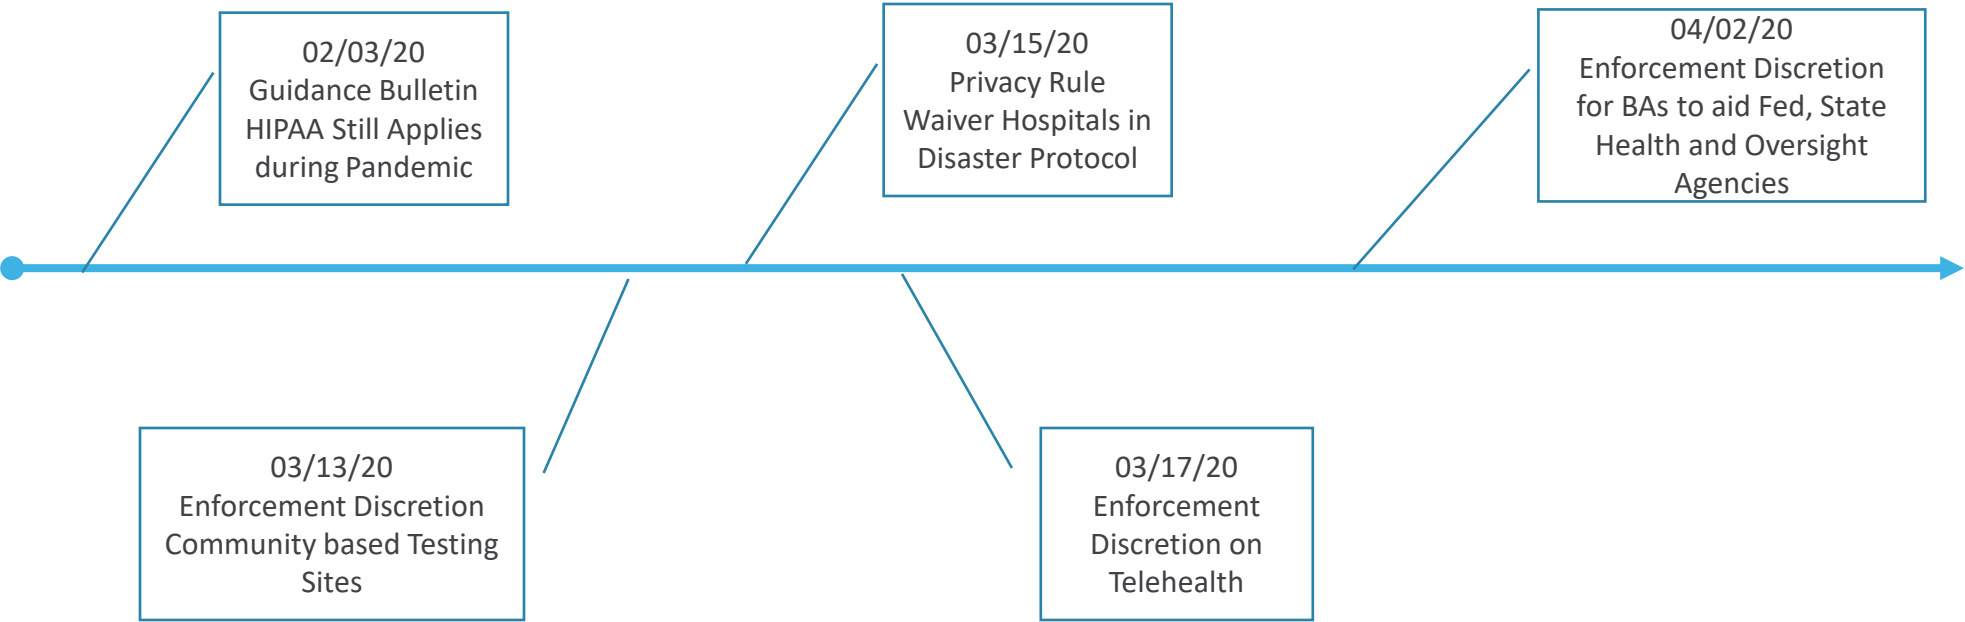 02/03/20
Guidance Bulletin
HIPAA Still Applies
during Pandemic
03/15/20
Privacy Rule
Waiver Hospitals in
Disaster Protocol
04/02/20
Enforcement Discretion
for BAs to aid Fed, State
Health and Oversight
Agencies
03/13/20
Enforcement Discretion
Community based Testing
Sites
03/17/20
Enforcement
Discretion on
Telehealth